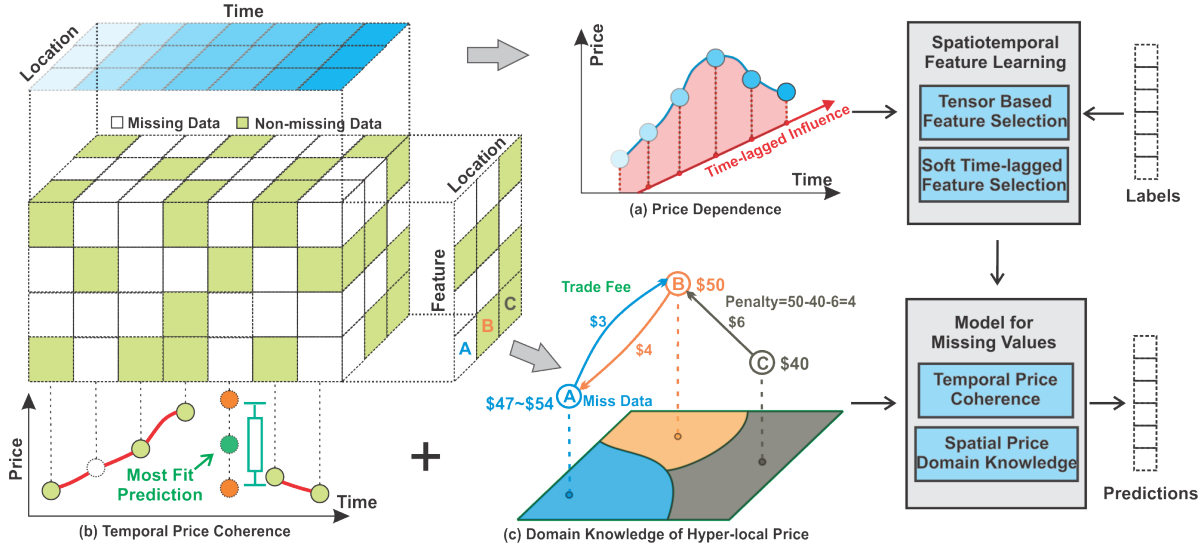 Time
Location
Missing Data
Non-missing Data
Location
Feature
A
B
C
Price
Time-lagged Influence
Time
(a) Price Dependence
Spatiotemporal
Feature Learning
Tensor Based
Feature Selection
Soft Time-lagged
Feature Selection
Labels
Price
Most Fit
Prediction
Time
(b) Temporal Price Coherence
+
Trade Fee
$3
$4
B
$50
Penalty=50-40-6=4
$6
C
$40
$47~$54
A
Miss Data
(c) Domain Knowledge of Hyper-local Price
Model for
Missing Values
Temporal Price
Coherence
Spatial Price
Domain Knowledge
Predictions